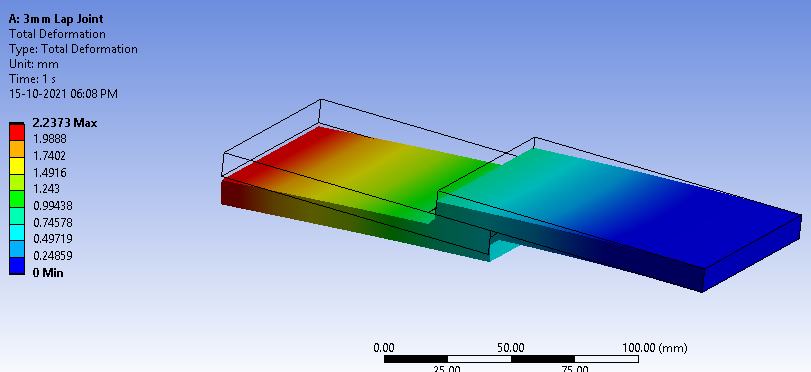 A: 3mm Lap Joint
Total Deformation
Type: Total Deformation
Unit: mm
Time: 1 s
15-10-2021 06:08 PM
2.2373 Max
1.9888
1.7402
1.4916
1.243
0.99438
0.74578
0.49719
0.24859
0 Min
0.00 50.00 100.00 (mm)
25.00 75.00